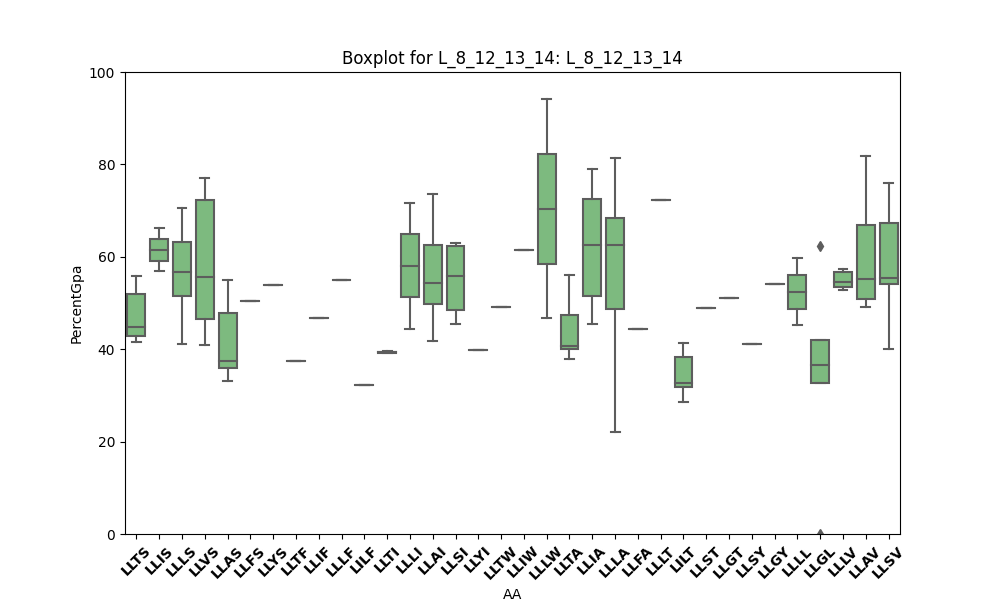 Boxplot for L_8_12_13_14: L_8_12_13_14
PercentGpa
100
80
60
40
20
0
LLTS LLIS LLLS LLVS LLAS LLFS LLYS LLTF LLIF LLLF LILF LLTI LLLI LLAI LLSI LLYI LLTW LLIW LLLW LLTA LLIA LLLA LLFA LLLT LILT LLST LLGT LLSY LLGY LLLL LLGL LLLV LLAV LLSV
AA